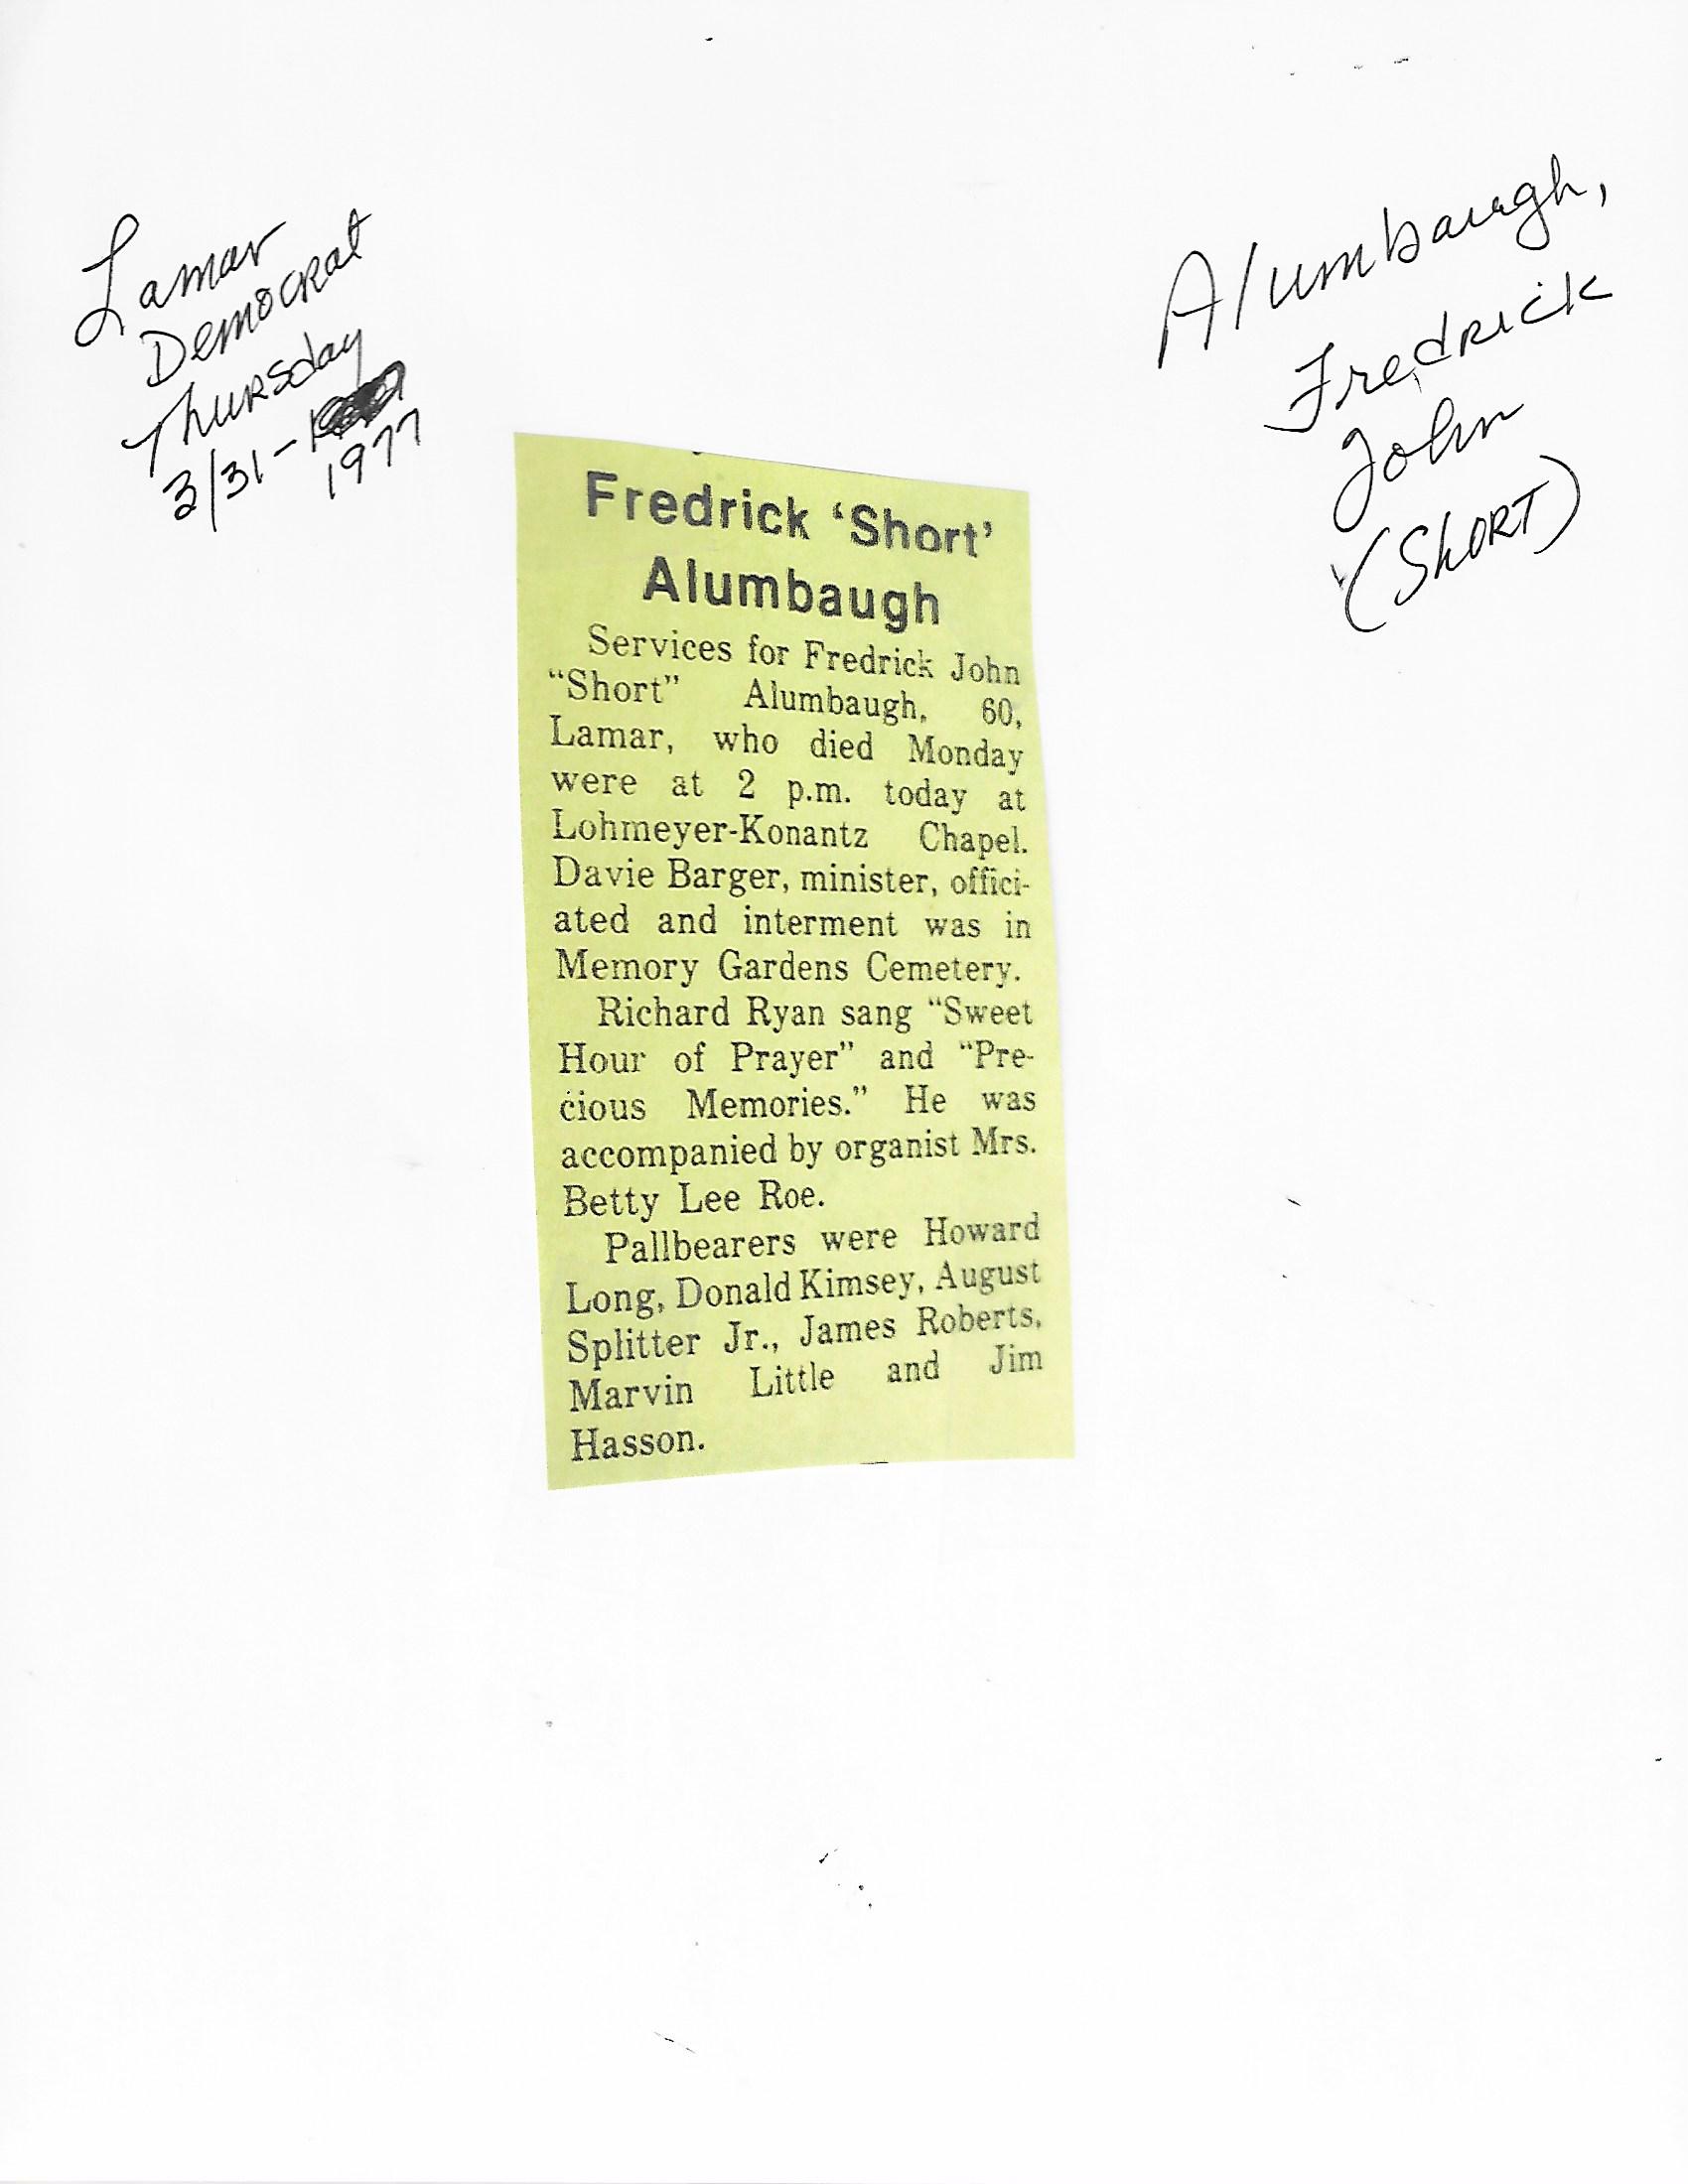 Lamar
Democrat
Thursday
3/31-
1977
Alumbaugh,
Fredrick
John
(Short)
Fredrick ‘Short’
Alumbaugh
Services for Fredrick John
“Short” Alumbaugh, 60,
Lamar, who died Monday
were at 2 p.m. today at
Lohmeyer-Konantz Chapel.
Davie Barger, minister, offici-
ated and interment was in
Memory Gardens Cemetery.
Richard Ryan sang “Sweet
Hour of Prayer” and “Pre-
cious Memories.” He was
accompanied by organist Mrs.
Betty Lee Roe.
Pallbearers were Howard
Long, Donald Kimsey, August
Splitter Jr., James Roberts,
Marvin Little and Jim
Hasson.